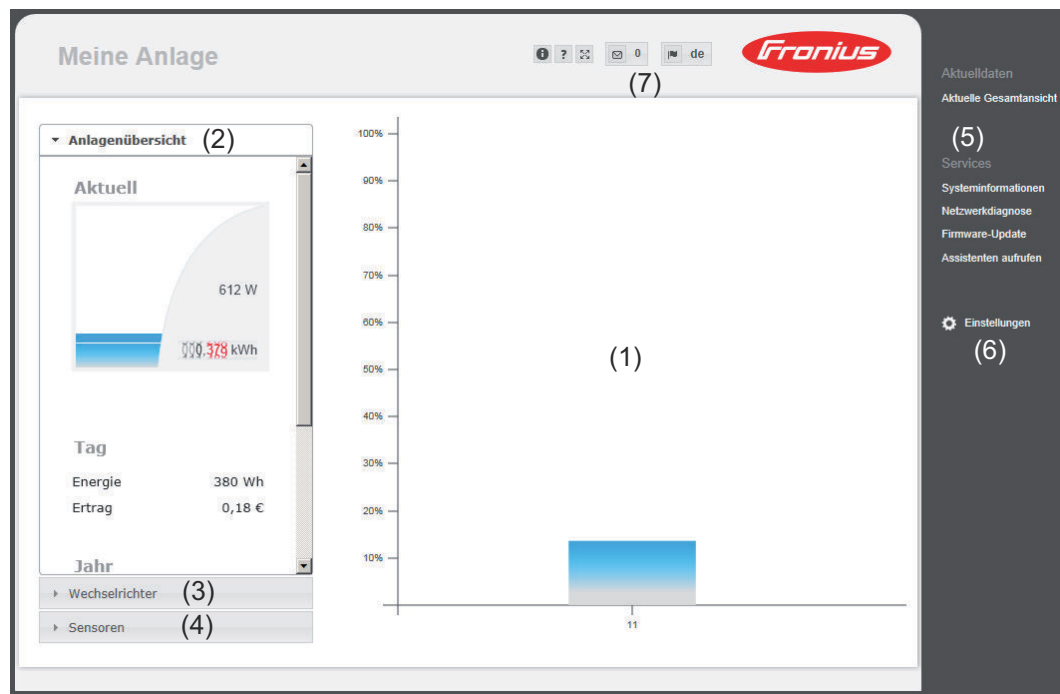 Meine Anlage
0
de
Fronius
(7)
Anlagenübersicht (2)
Aktuell
612 W
000.379 kWh
Tag
Energie 380 Wh
Ertrag 0,18 €
Jahr
Wechselrichter (3)
Sensoren (4)
100%
90%
80%
70%
60%
50%
40%
30%
20%
10%
(1)
11
Aktuelldaten
Aktuelle Gesamtansicht
(5)
Services
Systeminformationen
Netzwerkdiagnose
Firmware-Update
Assistenten aufrufen
Einstellungen
(6)